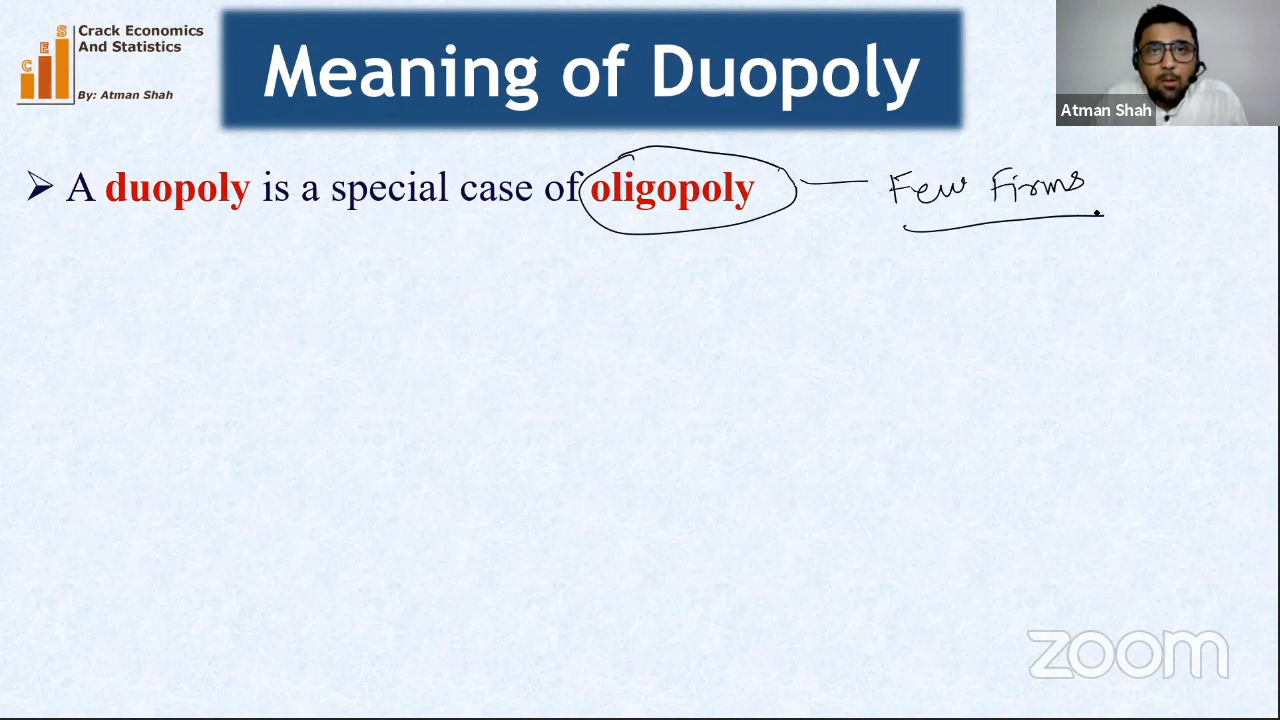 S
E
C
Crack Economics
And Statistics
By: Atman Shah
Meaning of Duopoly
Atman Shah
➢ A duopoly is a special case of oligopoly — Few Firms
zoom